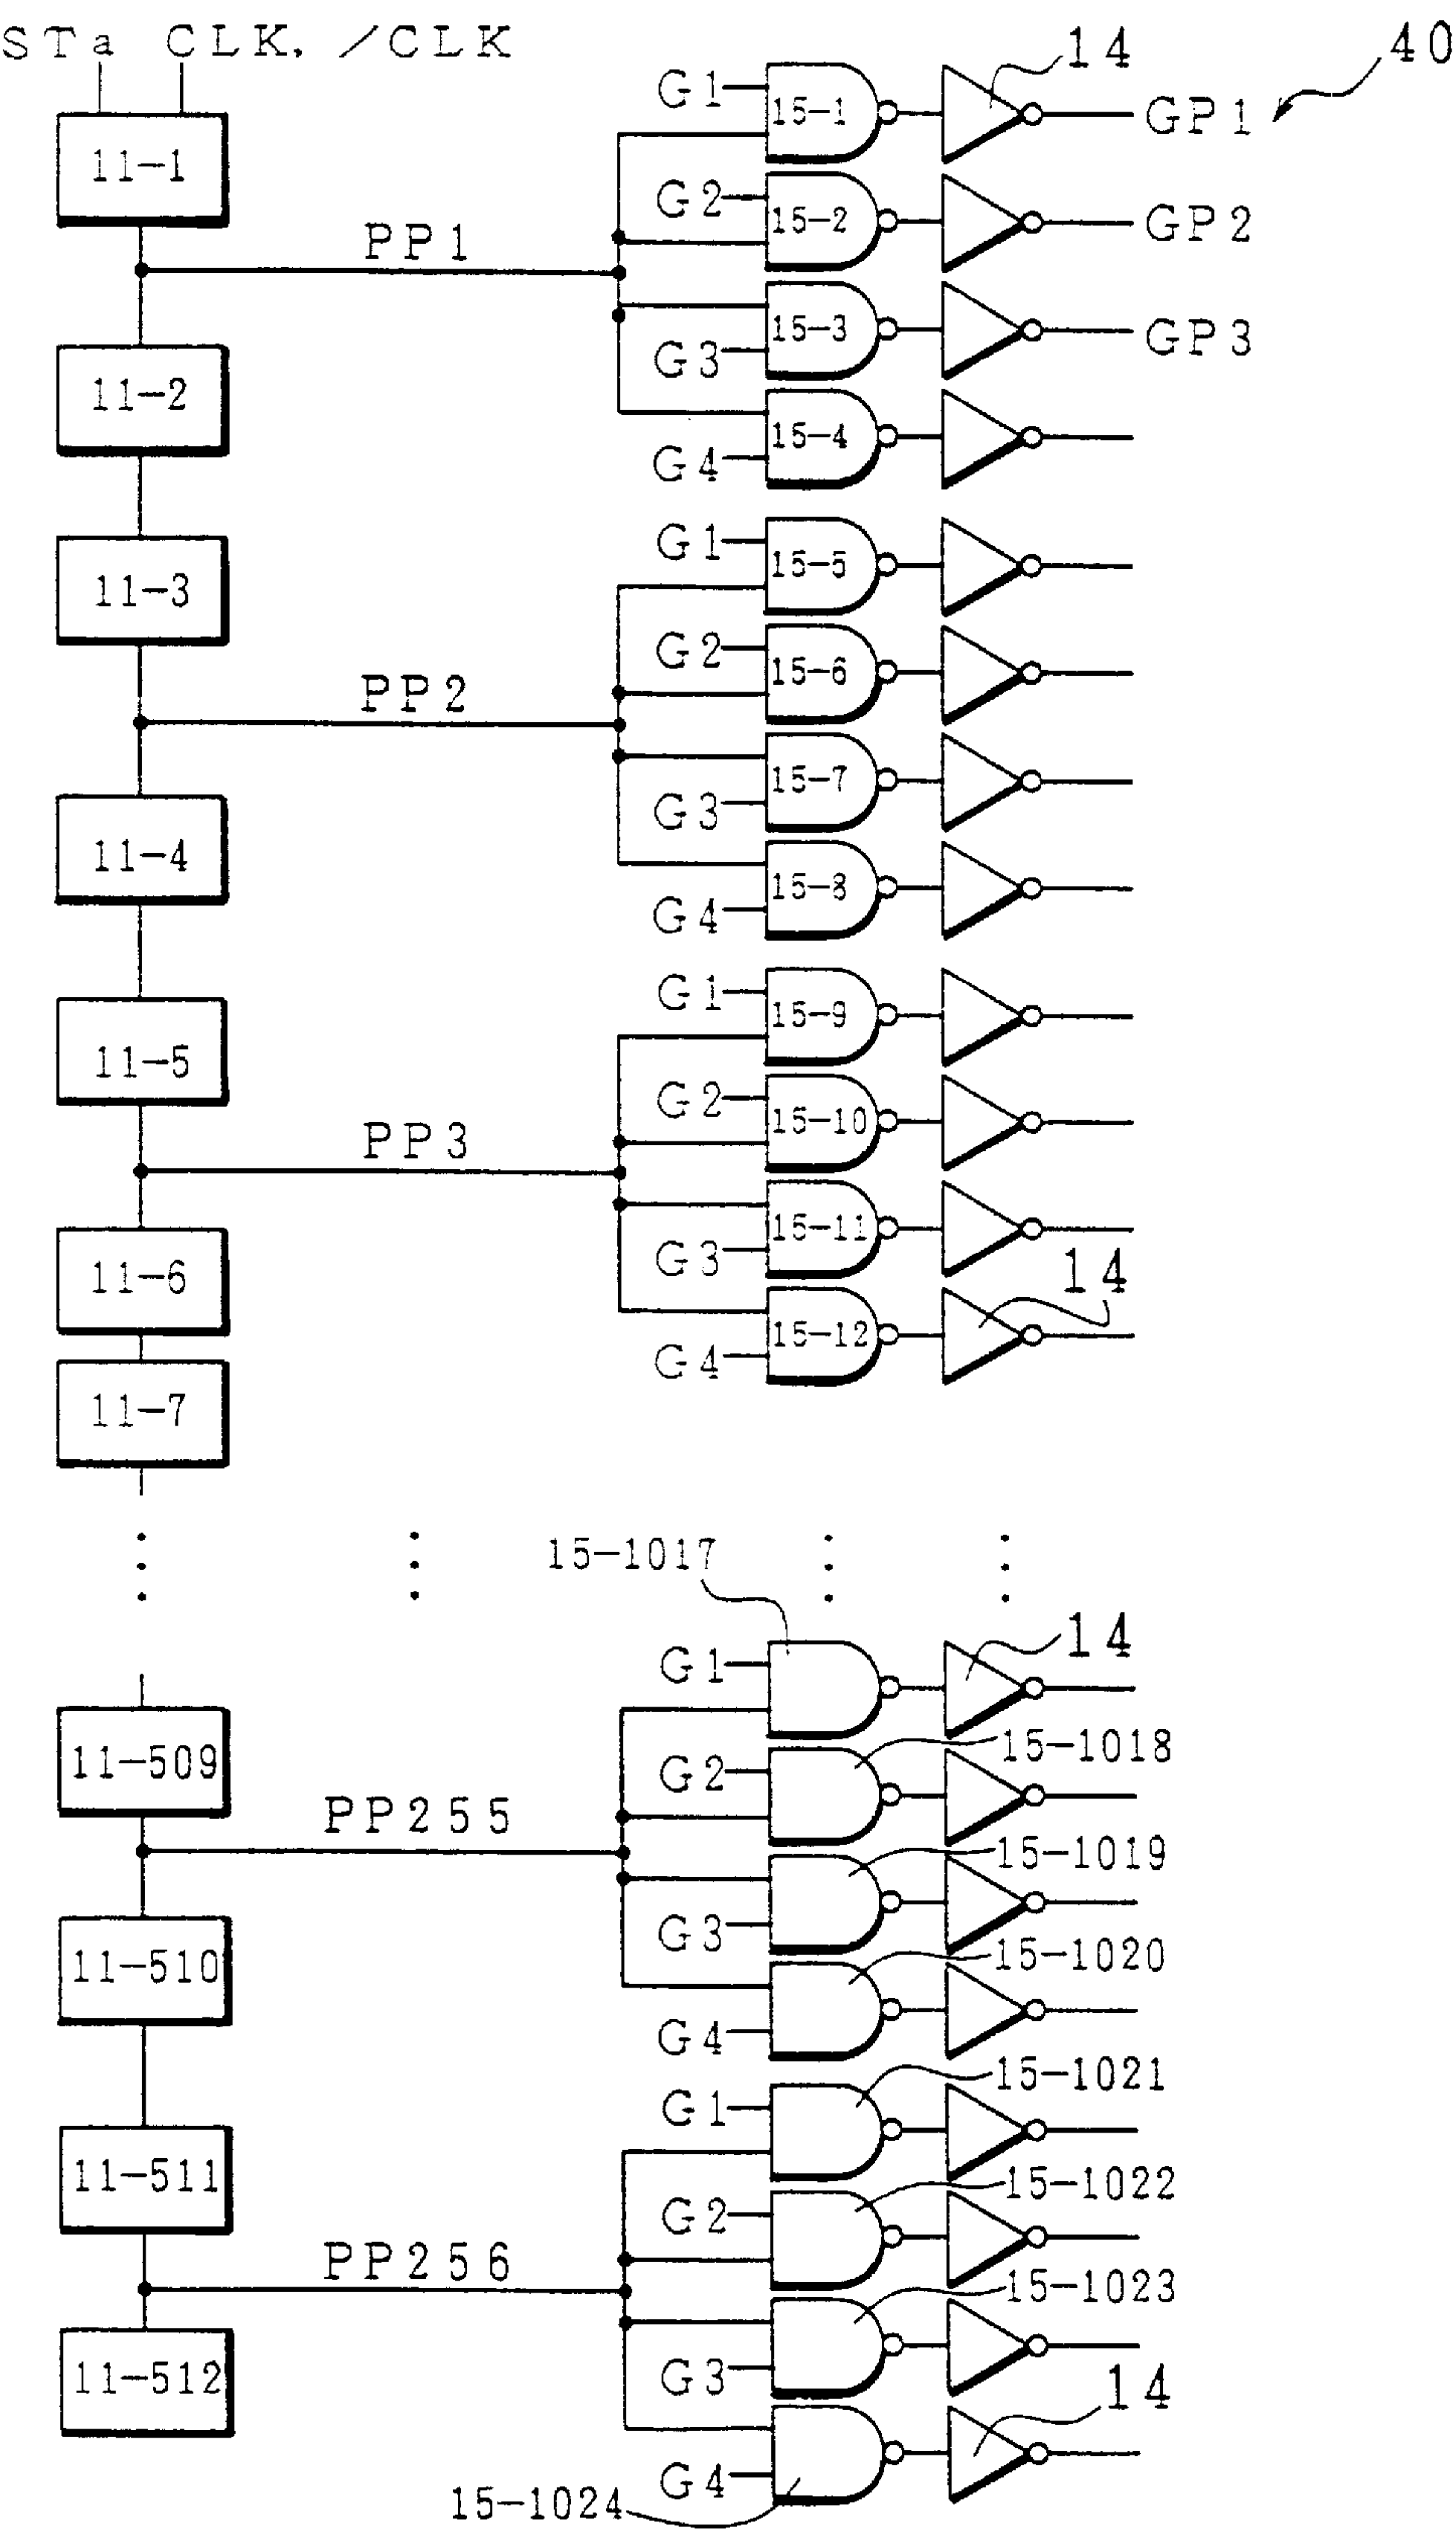 STa CLK, /CLK
40
14
G1 15-1 GP1
11-1
G2 15-2 GP2
PP1
15-3 GP3
G3
11-2
15-4
G4
G1 15-5
11-3
G2 15-6
PP2
15-7
G3
11-4
15-8
G4
G1 15-9
11-5
G2 15-10
PP3
15-11
G3
11-6
14
15-12
G4
11-7
15-1017
14
G1
11-509
15-1018
G2
PP255
15-1019
G3
11-510
15-1020
G4
15-1021
G1
11-511
15-1022
G2
PP256
15-1023
G3
11-512
14
G4
15-1024